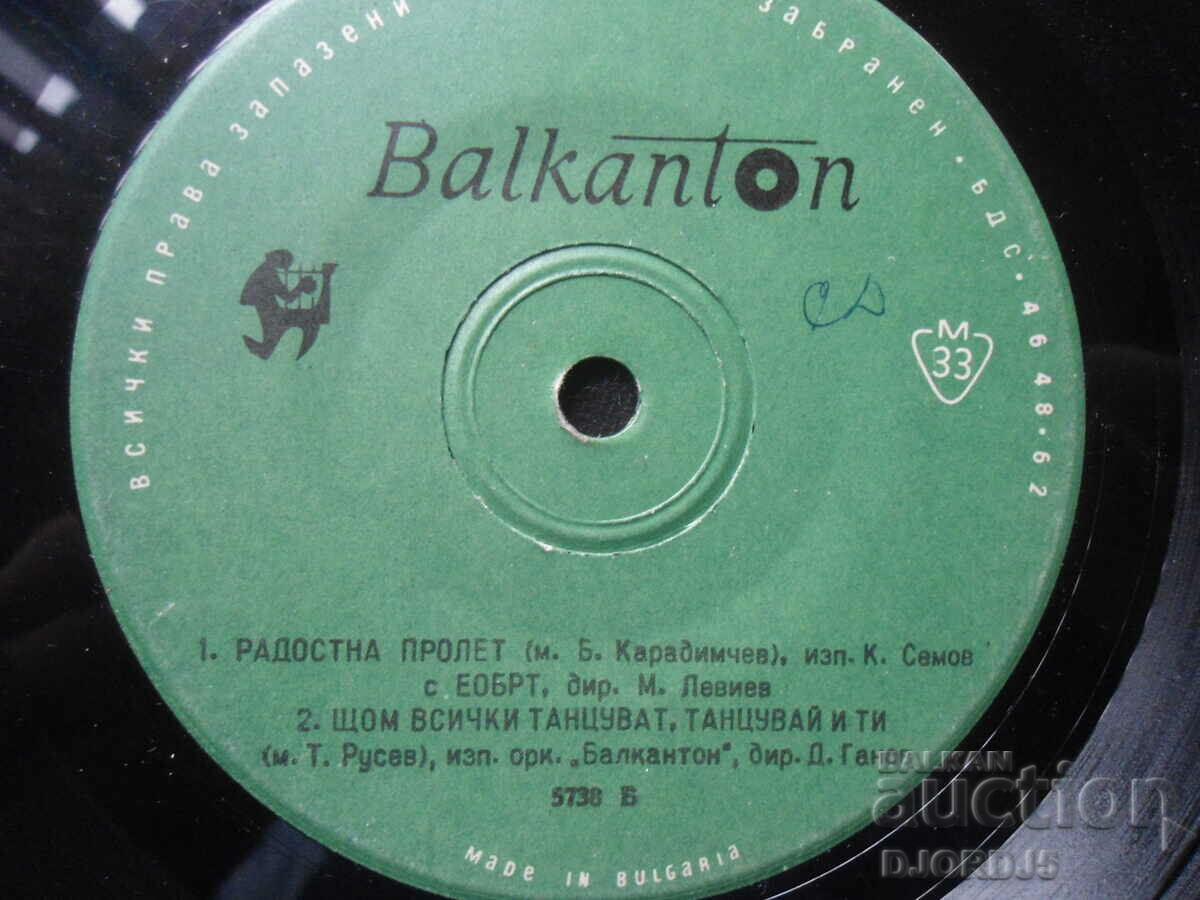 ВСИЧКИ ПРАВА ЗАПАЗЕНИ
ЗАБРАНЕН · БДС · 4648·62
Balkanton
СД
М
33
1. РАДОСТНА ПРОЛЕТ (м. Б. Карадимчев), изп. К. Семов
с ЕОБРТ, дир. М. Левиев
2. ЩОМ ВСИЧКИ ТАНЦУВАТ, ТАНЦУВАЙ И ТИ
(м. Т. Русев), изп. орк. „Балкантон", дир. Д. Ганев
5738 Б
MADE IN BULGARIA
BALKAN
auction
DJORDJ5